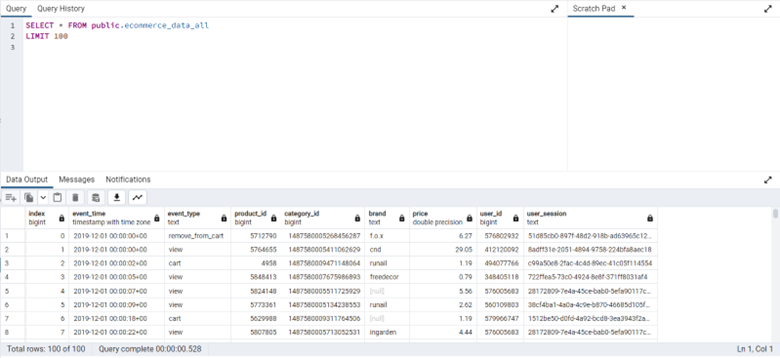 Query Query History
Scratch Pad ×
1 SELECT * FROM public.ecommerce_data_all
2 LIMIT 100
3
Data Output Messages Notifications
index event_time event_type product_id category_id brand price user_id user_session
bigint timestamp with time zone text bigint bigint text double precision bigint text
1 0 2019-12-01 00:00:00+00 remove_from_cart 5712790 1487580005268456287 f.o.x 6.27 576802932
2 1 2019-12-01 00:00:00+00 view 5764655 1487580005411062629 cnd 29.05 412120092 8adff31e-2051-4894-9758-224bfa8aec18
3 2 2019-12-01 00:00:02+00 cart 4958 1487580009471148064 runail 1.19 494077766 c99a50e8-2fac-4c4d-89ec-41c05f114554
4 3 2019-12-01 00:00:05+00 view 5848413 1487580007675986893 freedecor 0.79 348405118 722ffea5-73c0-4924-8e8f-371ff8031af4
5 4 2019-12-01 00:00:07+00 view 5824148 1487580005511725929 [null] 5.56 576005683 28172809-7e4a-45ce-bab0-5efa90117c...
6 5 2019-12-01 00:00:09+00 view 5773361 1487580005134238553 runail 2.62 560109803 38cf4ba1-4a0a-4c9e-b870-46685d105f...
7 6 2019-12-01 00:00:18+00 cart 5629988 1487580009311764506 [null] 1.19 579966747 1512be50-d0fd-4a92-bcd8-3ea3943f2a...
8 7 2019-12-01 00:00:22+00 view 5807805 1487580005713052531 ingarden 4.44 576005683 28172809-7e4a-45ce-bab0-5efa90117c...
Total rows: 100 of 100 Query complete 00:00:00.528 Ln 1, Col 1